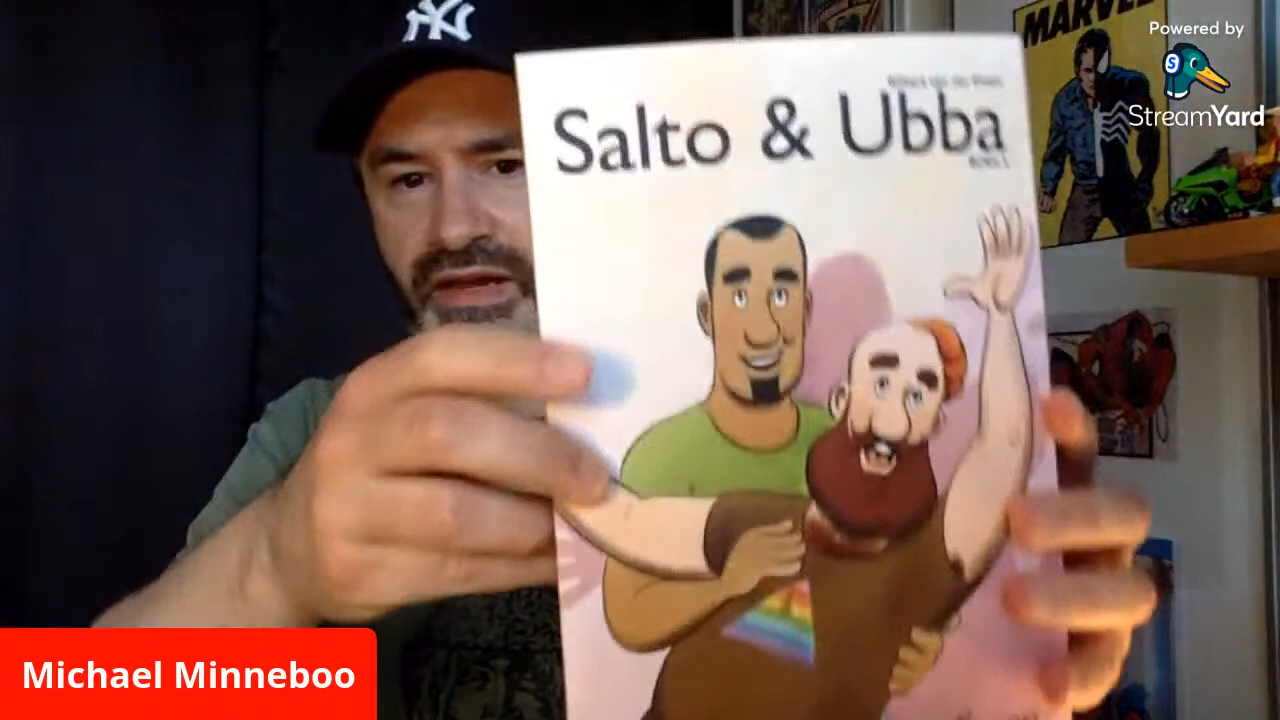 NY
MARVEL
Powered by
StreamYard
Salto & Ubba
Michael Minneboo